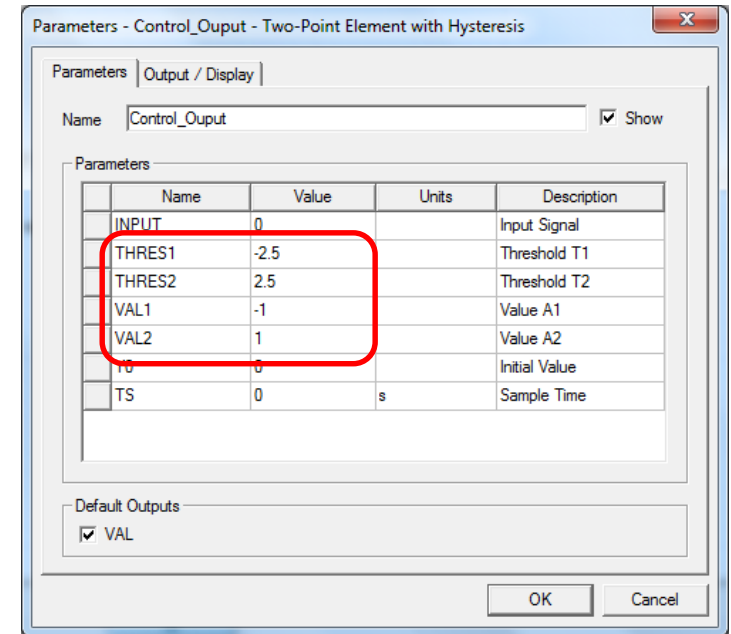 Parameters - Control_Ouput - Two-Point Element with Hysteresis
Parameters Output / Display
Name Control_Ouput Show
Parameters
Name Value Units Description
INPUT 0 Input Signal
THRES1 -2.5 Threshold T1
THRES2 2.5 Threshold T2
VAL1 -1 Value A1
VAL2 1 Value A2
Y0 0 Initial Value
TS 0 s Sample Time
Default Outputs
VAL
OK Cancel